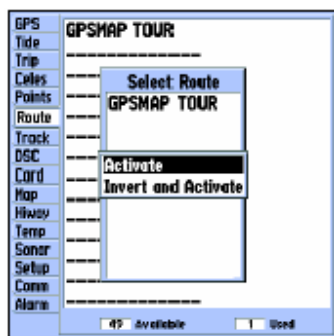 GPS
Tide
Trip
Celes
Points
Route
Track
DSC
Card
Map
Hiway
Temp
Sonar
Setup
Comm
Alarm
GPSMAP TOUR
Select Route
GPSMAP TOUR
Activate
Invert and Activate
49 Available
1 Used